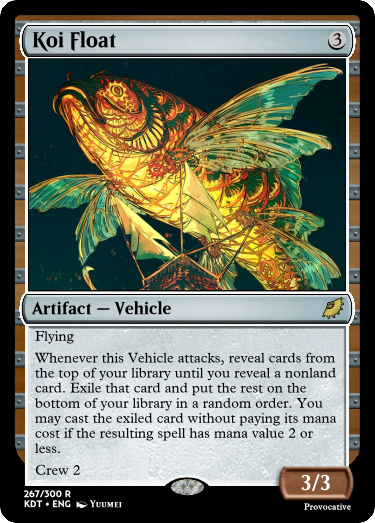 Koi Float 3
Artifact — Vehicle
Flying
Whenever this Vehicle attacks, reveal cards from
the top of your library until you reveal a nonland
card. Exile that card and put the rest on the
bottom of your library in a random order. You
may cast the exiled card without paying its mana
cost if the resulting spell has mana value 2 or
less.
Crew 2
3/3
267/300 R
KDT • ENG Yuumei
Provocative